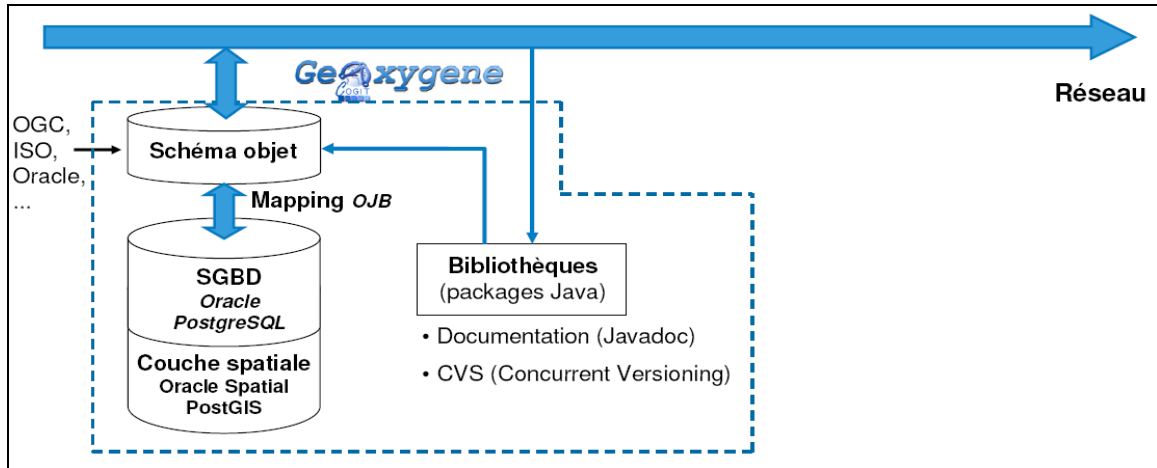 GeOxygene
COGIT
Réseau
OGC,
ISO,
Oracle,
...
Schéma objet
Mapping OJB
SGBD
Oracle
PostgreSQL
Couche spatiale
Oracle Spatial
PostGIS
Bibliothèques
(packages Java)
• Documentation (Javadoc)
• CVS (Concurrent Versioning)